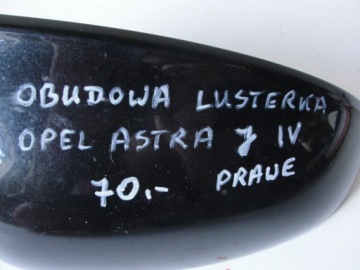 OBUDOWA LUSTERKA
OPEL ASTRA J IV
70.- PRAWE